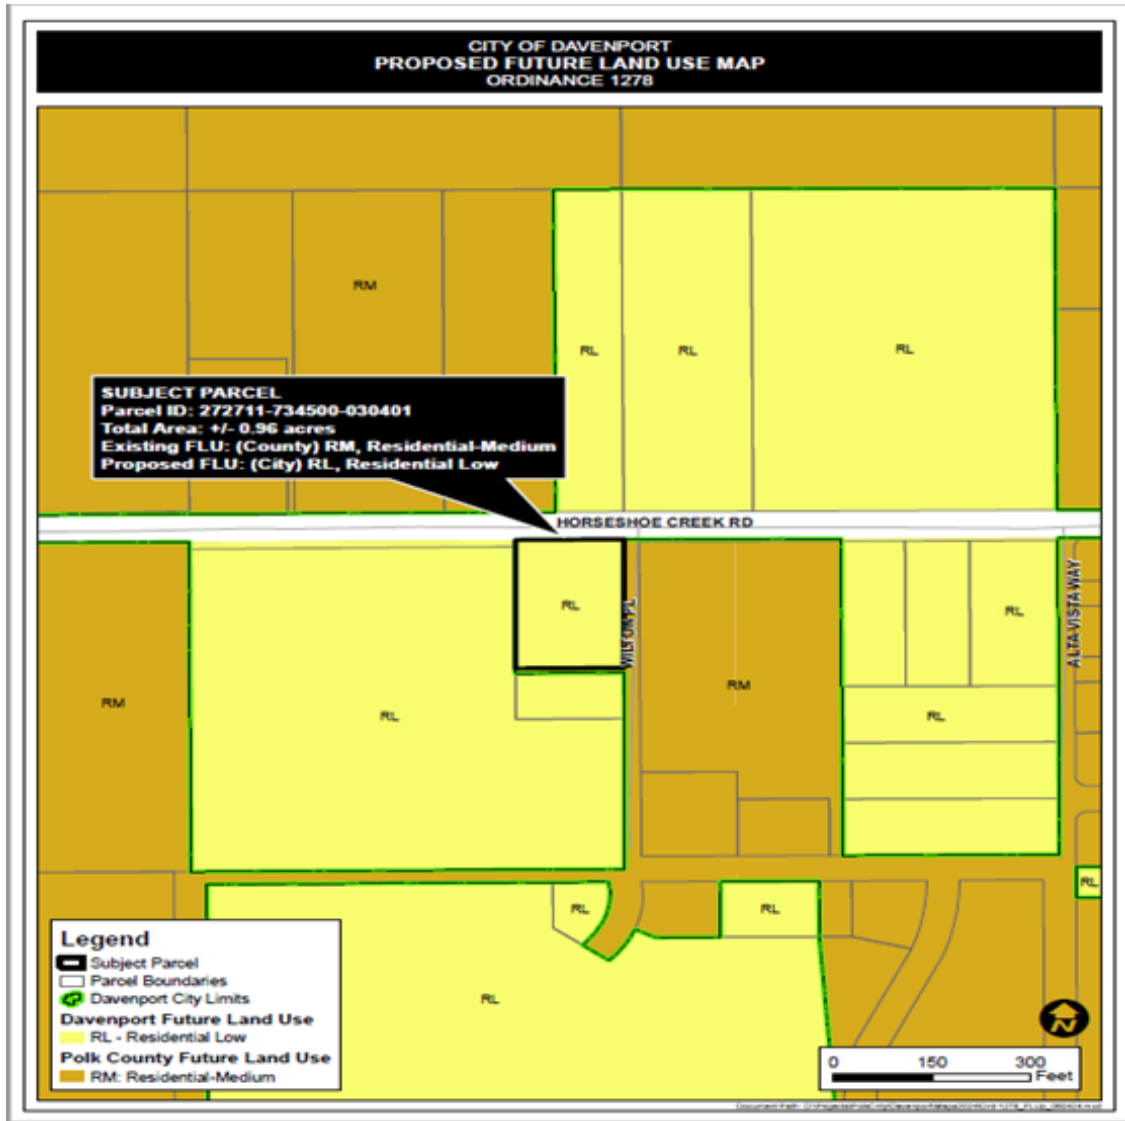 CITY OF DAVENPORT
PROPOSED FUTURE LAND USE MAP
ORDINANCE 1278
RM
RL
RL
RL
SUBJECT PARCEL
Parcel ID: 272711-734500-030401
Total Area: +/- 0.96 acres
Existing FLU: (County) RM, Residential-Medium
Proposed FLU: (City) RL, Residential Low
HORSESHOE CREEK RD
RL
WILTON PL
RL
ALTA VISTA WAY
RM
RM
RL
RL
RL
RL
RL
RL
Legend
Subject Parcel
Parcel Boundaries
Davenport City Limits
Davenport Future Land Use
RL - Residential Low
Polk County Future Land Use
RM: Residential-Medium
N
0 150 300
Feet